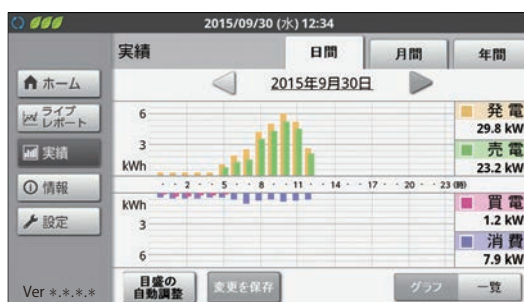 2015/09/30 (水) 12:34
実績
日間
月間
年間
ホーム
ライブ
レポート
実績
情報
設定
Ver *.*.*.*
2015年9月30日
6
3
kWh
・・2・・5・・8・・11・・14・・17・・20・・23(時)
kWh
3
6
発電
29.8 kW
売電
23.2 kW
買電
1.2 kW
消費
7.9 kW
目盛の
自動調整
変更を保存
グラフ
一覧